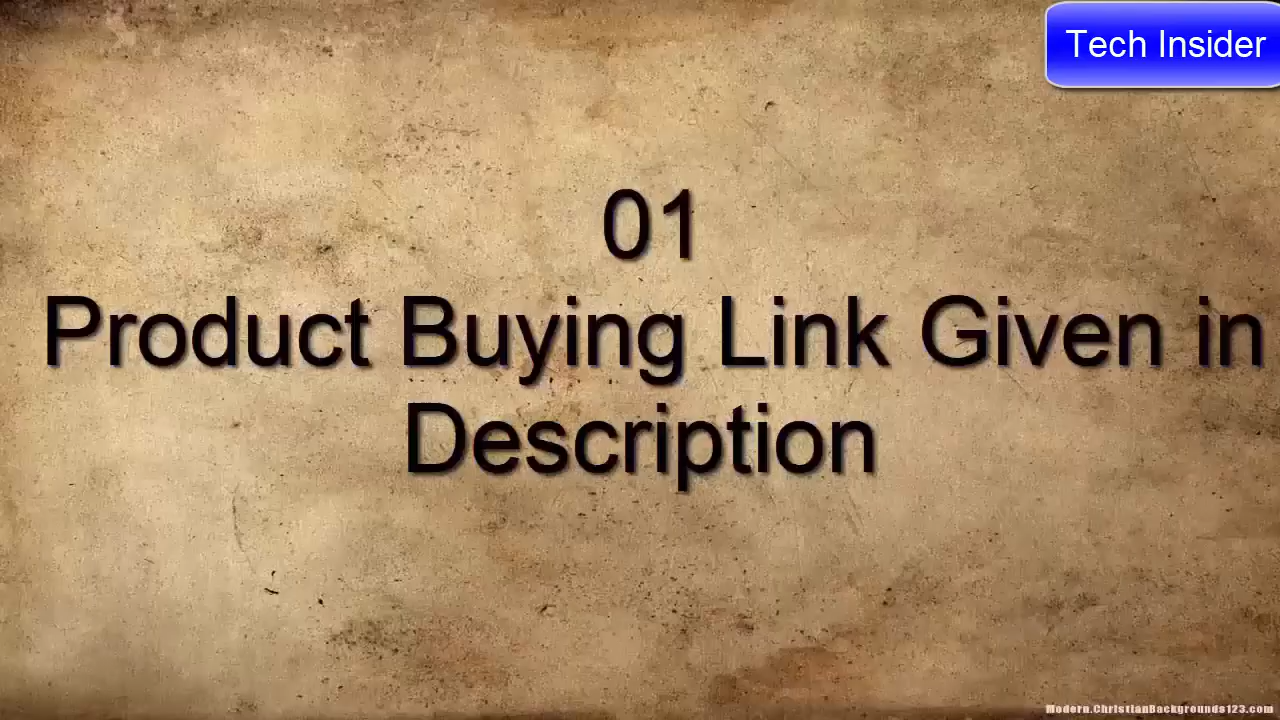 Tech Insider
01
Product Buying Link Given in
Description
Modern.ChristianBackgrounds123.com